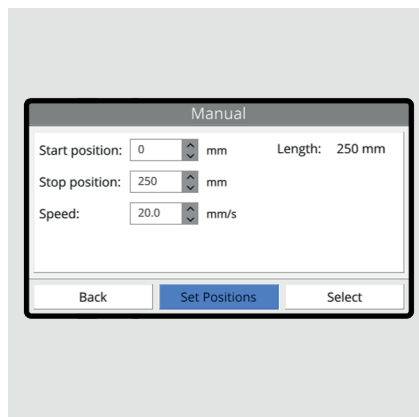 Manual
Start position: 0 mm Length: 250 mm
Stop position: 250 mm
Speed: 20.0 mm/s
Back Set Positions Select